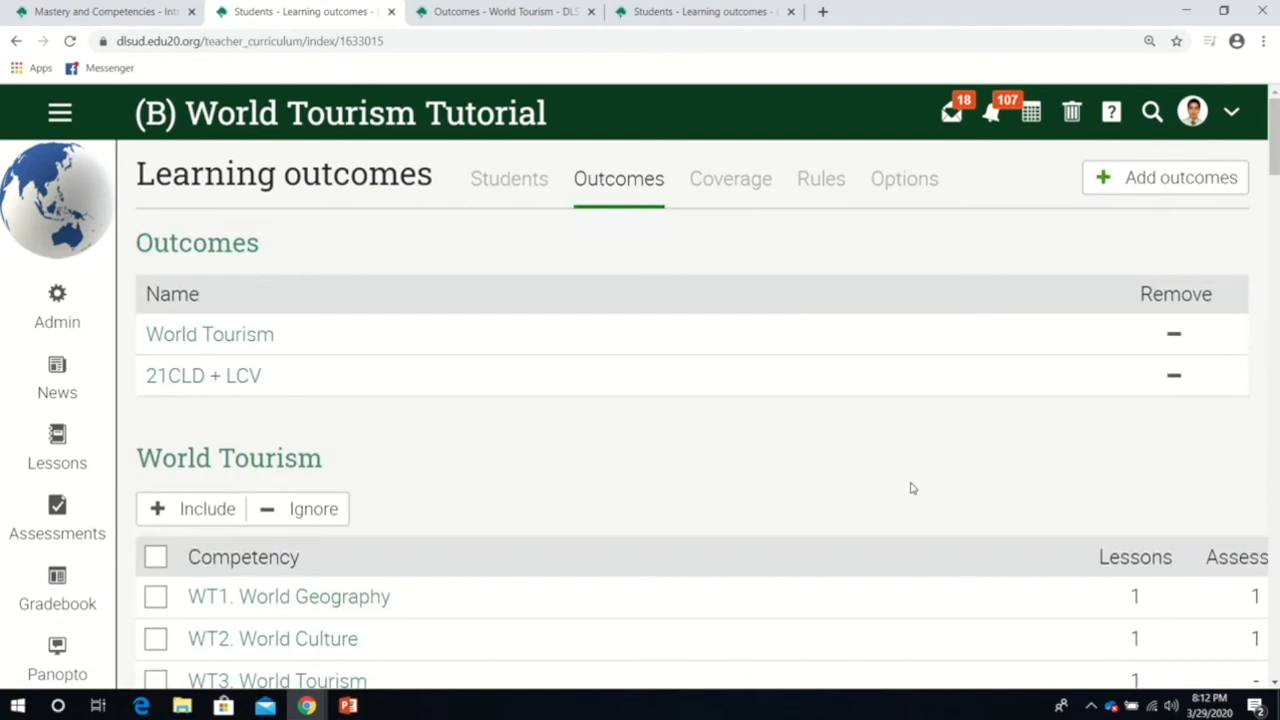 Mastery and Competencies - Intr
Students - Learning outcomes -
Outcomes - World Tourism - DLS
Students - Learning outcomes -
dlsud.edu20.org/teacher_curriculum/index/1633015
Apps
Messenger
(B) World Tourism Tutorial
18
107
Learning outcomes
Students
Outcomes
Coverage
Rules
Options
+ Add outcomes
Outcomes
Name
Remove
World Tourism
21CLD + LCV
Admin
News
Lessons
Assessments
Gradebook
Panopto
World Tourism
+ Include
− Ignore
Competency
Lessons
Assess
WT1. World Geography
1
1
WT2. World Culture
1
1
WT3. World Tourism
1
-
8:12 PM
3/29/2020
2